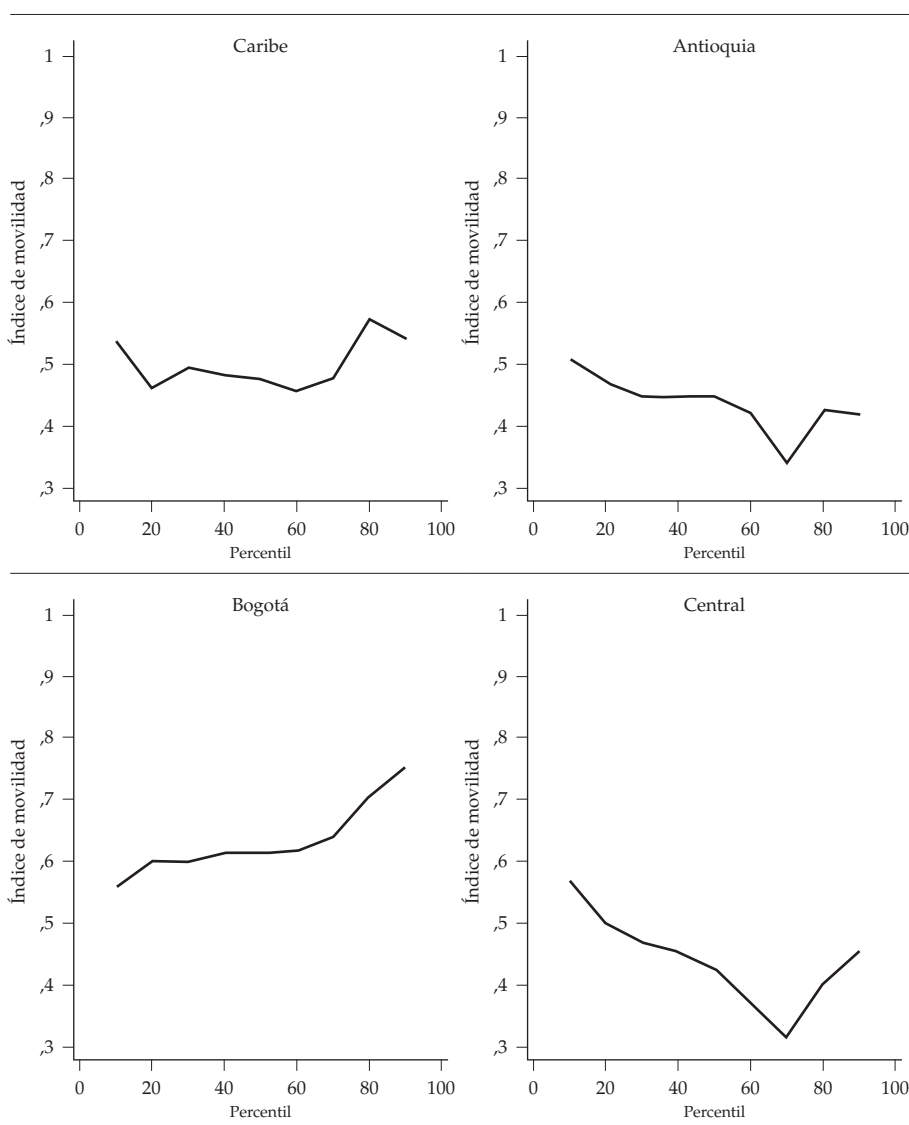 Caribe
Índice de movilidad
1
,9
,8
,7
,6
,5
,4
,3
0 20 40 60 80 100
Percentil
Antioquia
Índice de movilidad
1
,9
,8
,7
,6
,5
,4
,3
0 20 40 60 80 100
Percentil
Bogotá
Índice de movilidad
1
,9
,8
,7
,6
,5
,4
,3
0 20 40 60 80 100
Percentil
Central
Índice de movilidad
1
,9
,8
,7
,6
,5
,4
,3
0 20 40 60 80 100
Percentil